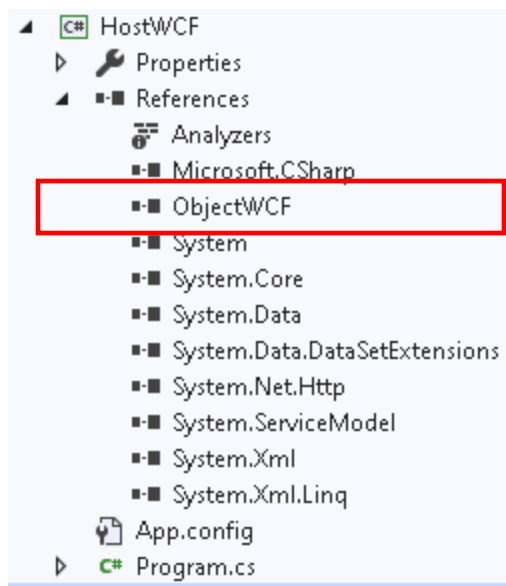 C# HostWCF
Properties
References
Analyzers
Microsoft.CSharp
ObjectWCF
System
System.Core
System.Data
System.Data.DataSetExtensions
System.Net.Http
System.ServiceModel
System.Xml
System.Xml.Linq
App.config
C# Program.cs